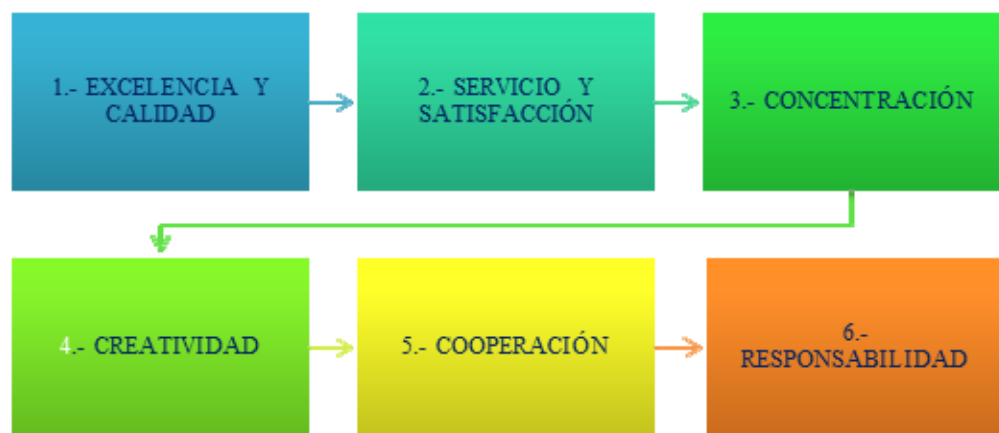 1.- EXCELENCIA Y
CALIDAD
2.- SERVICIO Y
SATISFACCIÓN
3.- CONCENTRACIÓN
4.- CREATIVIDAD
5.- COOPERACIÓN
6.-
RESPONSABILIDAD